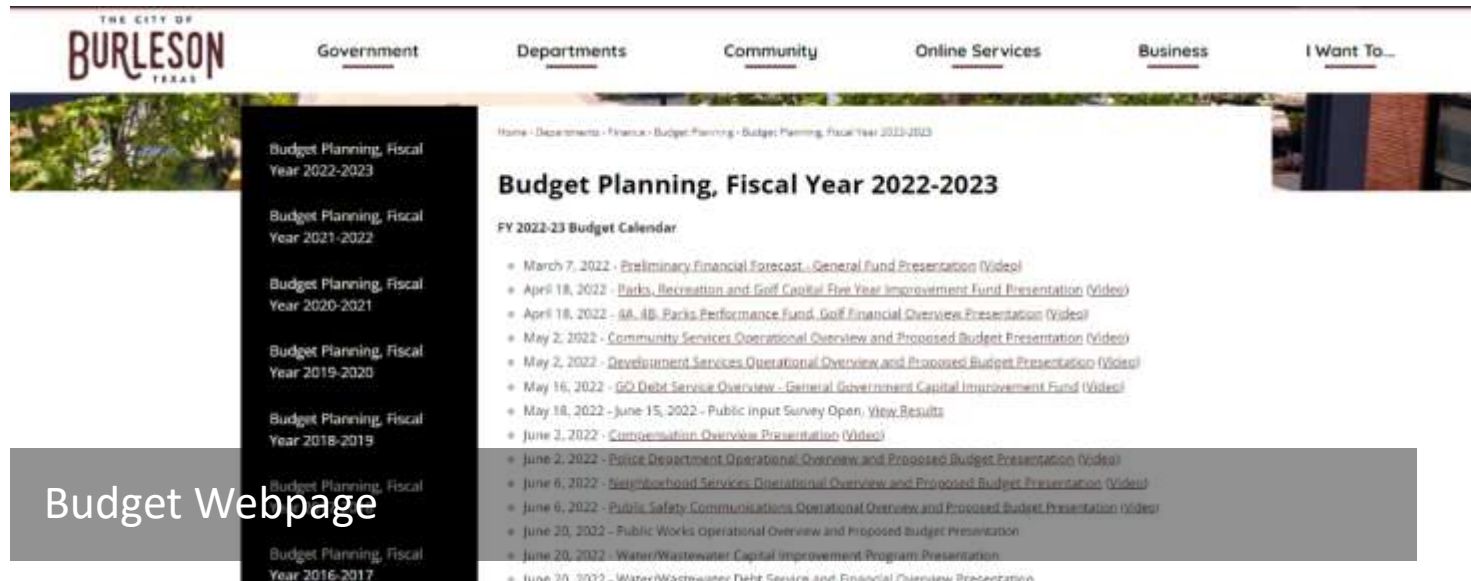 THE CITY OF
BURLESON
TEXAS
Government
Departments
Community
Online Services
Business
I Want To...
Home - Departments - Finance - Budget Planning - Budget Planning, Fiscal Year 2022-2023
Budget Planning, Fiscal
Year 2022-2023
Budget Planning, Fiscal
Year 2021-2022
Budget Planning, Fiscal
Year 2020-2021
Budget Planning, Fiscal
Year 2019-2020
Budget Planning, Fiscal
Year 2018-2019
Budget Planning, Fiscal
Budget Planning, Fiscal
Year 2016-2017
Budget Planning, Fiscal Year 2022-2023
FY 2022-23 Budget Calendar
March 7, 2022 - Preliminary Financial Forecast - General Fund Presentation (Video)
April 18, 2022 - Parks, Recreation and Golf Capital Five Year Improvement Fund Presentation (Video)
April 18, 2022 - 4A, 4B, Parks Performance Fund, Golf Financial Overview Presentation (Video)
May 2, 2022 - Community Services Operational Overview and Proposed Budget Presentation (Video)
May 2, 2022 - Development Services Operational Overview and Proposed Budget Presentation (Video)
May 16, 2022 - GO Debt Service Overview - General Government Capital Improvement Fund (Video)
May 18, 2022 - June 15, 2022 - Public input Survey Open, View Results
June 2, 2022 - Compensation Overview Presentation (Video)
June 2, 2022 - Police Department Operational Overview and Proposed Budget Presentation (Video)
June 6, 2022 - Neighborhood Services Operational Overview and Proposed Budget Presentation (Video)
June 6, 2022 - Public Safety Communications Operational Overview and Proposed Budget Presentation (Video)
June 20, 2022 - Public Works Operational Overview and Proposed Budget Presentation
June 20, 2022 - Water/Wastewater Capital Improvement Program Presentation
June 20, 2022 - Water/Wastewater Debt Service and Financial Overview Presentation
Budget Webpage